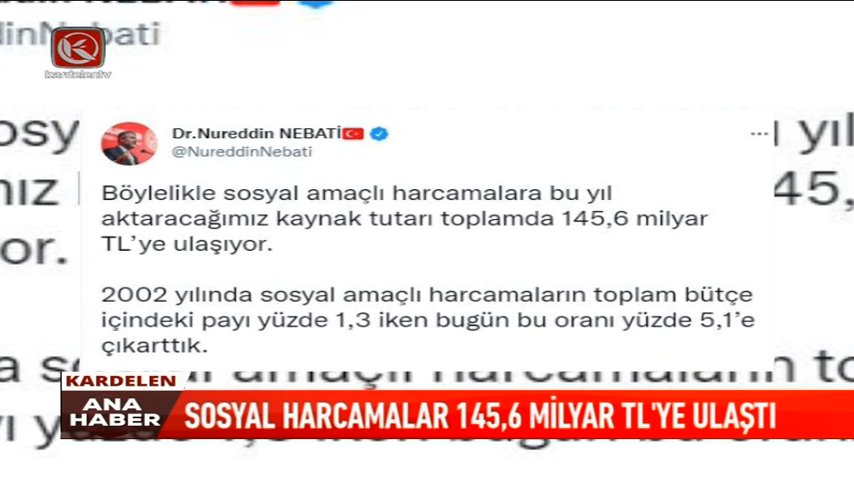 dinNebati
kardelentv
Dr.Nureddin NEBATİ
@NureddinNebati
Böylelikle sosyal amaçlı harcamalara bu yıl
aktaracağımız kaynak tutarı toplamda 145,6 milyar
TL’ye ulaşıyor.
2002 yılında sosyal amaçlı harcamaların toplam bütçe
içindeki payı yüzde 1,3 iken bugün bu oranı yüzde 5,1’e
çıkarttık.
KARDELEN
ANA
HABER
SOSYAL HARCAMALAR 145,6 MİLYAR TL'YE ULAŞTI